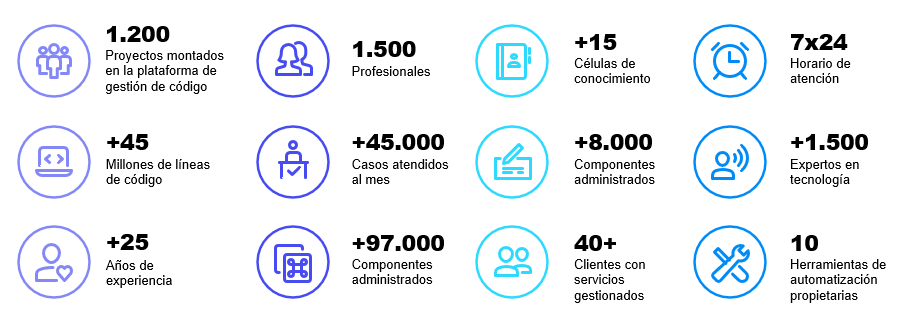 1.200
Proyectos montados
en la plataforma de
gestión de código
1.500
Profesionales
+15
Células de
conocimiento
7x24
Horario de
atención
+45
Millones de líneas
de código
+45.000
Casos atendidos
al mes
+8.000
Componentes
administrados
+1.500
Expertos en
tecnología
+25
Años de
experiencia
+97.000
Componentes
administrados
40+
Clientes con
servicios
gestionados
10
Herramientas de
automatización
propietarias